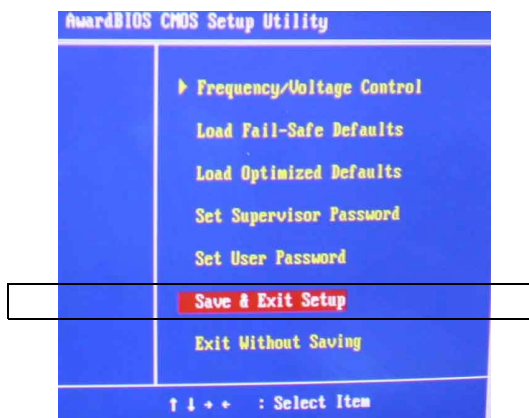 AwardBIOS CMOS Setup Utility
Frequency/Voltage Control
Load Fail-Safe Defaults
Load Optimized Defaults
Set Supervisor Password
Set User Password
Save & Exit Setup
Exit Without Saving
↑ ↓ → ← : Select Item